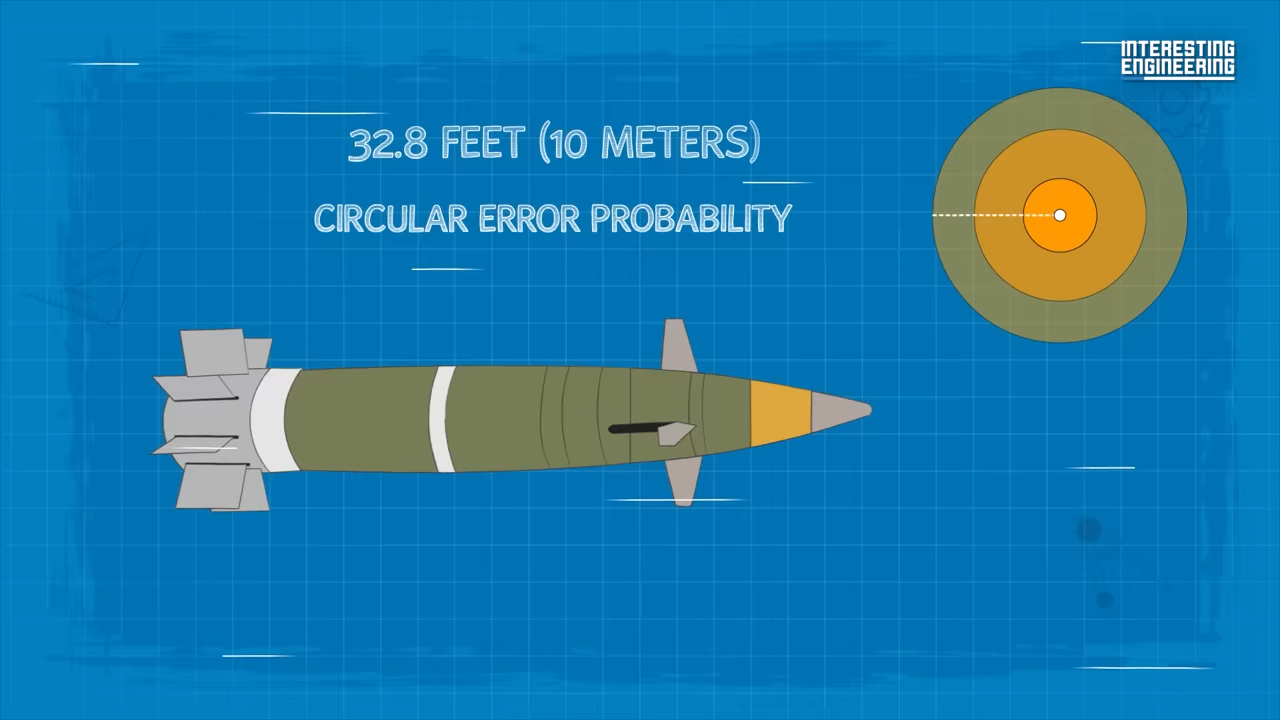 INTERESTING
ENGINEERING
32.8 FEET (10 METERS)
CIRCULAR ERROR PROBABILITY